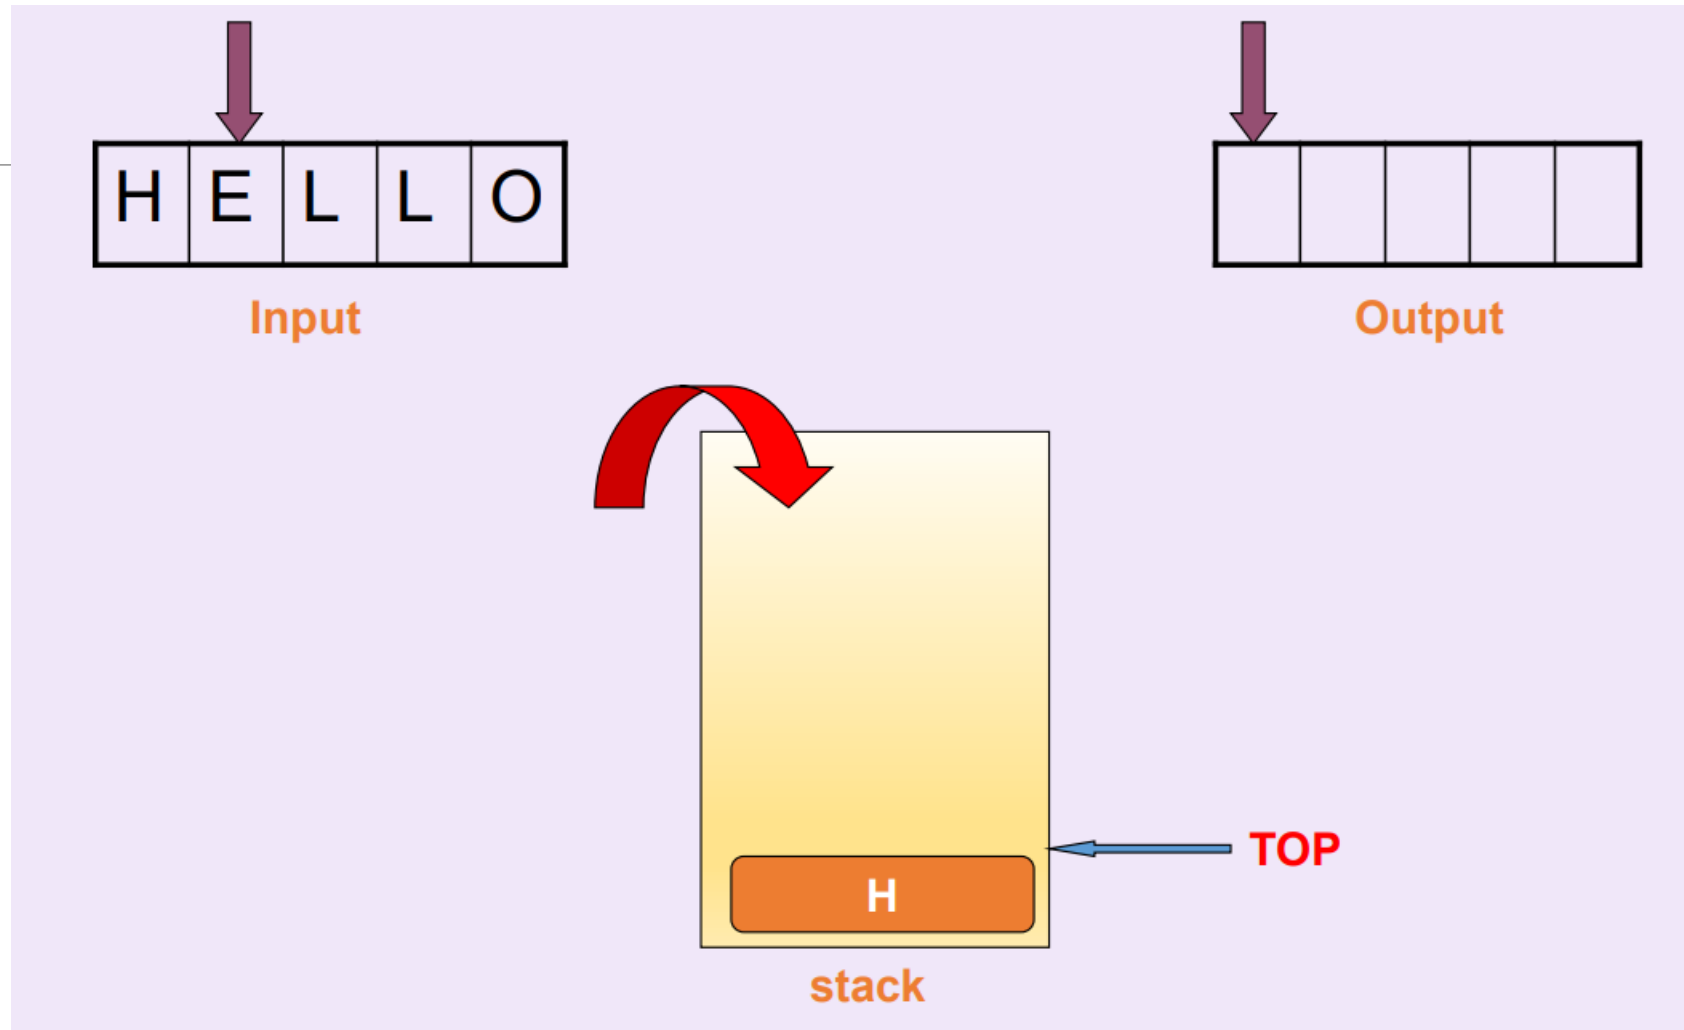 H E L L O
Input
Output
H
TOP
stack